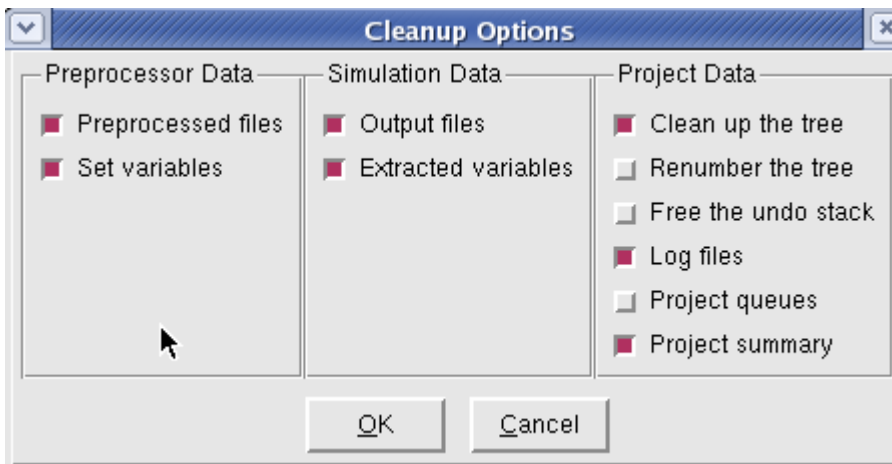 Cleanup Options
Preprocessor Data
Preprocessed files
Set variables
Simulation Data
Output files
Extracted variables
Project Data
Clean up the tree
Renumber the tree
Free the undo stack
Log files
Project queues
Project summary
OK
Cancel